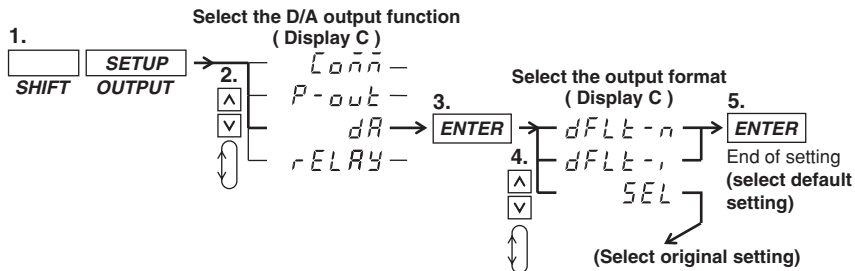 Select the D/A output function
( Display C )
1.
SETUP
SHIFT OUTPUT
2.
Conn
P-out
dA
rELAY
3.
ENTER
Select the output format
( Display C )
4.
dFLt-n
dFLt-i
SEL
5.
ENTER
End of setting
(select default
setting)
(Select original setting)